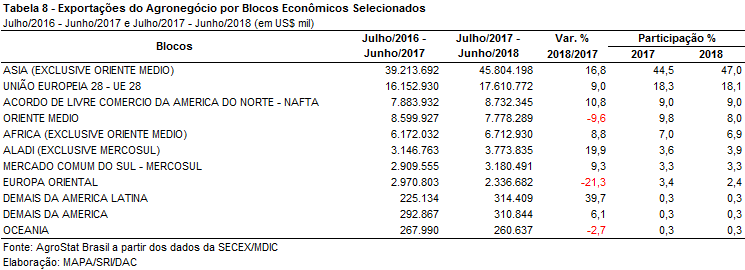 Tabela 8 - Exportações do Agronegócio por Blocos Econômicos Selecionados
Julho/2016 - Junho/2017 e Julho/2017 - Junho/2018 (em US$ mil)
Blocos Julho/2016 - Junho/2017 Julho/2017 - Junho/2018 Var. % 2018/2017 Participação % 2017 2018
ASIA (EXCLUSIVE ORIENTE MEDIO) 39.213.692 45.804.198 16,8 44,5 47,0
UNIÃO EUROPEIA 28 - UE 28 16.152.930 17.610.772 9,0 18,3 18,1
ACORDO DE LIVRE COMERCIO DA AMERICA DO NORTE - NAFTA 7.883.932 8.732.345 10,8 9,0 9,0
ORIENTE MEDIO 8.599.927 7.778.289 -9,6 9,8 8,0
AFRICA (EXCLUSIVE ORIENTE MEDIO) 6.172.032 6.712.930 8,8 7,0 6,9
ALADI (EXCLUSIVE MERCOSUL) 3.146.763 3.773.835 19,9 3,6 3,9
MERCADO COMUM DO SUL - MERCOSUL 2.909.555 3.180.491 9,3 3,3 3,3
EUROPA ORIENTAL 2.970.803 2.336.682 -21,3 3,4 2,4
DEMAIS DA AMERICA LATINA 225.134 314.409 39,7 0,3 0,3
DEMAIS DA AMERICA 292.867 310.844 6,1 0,3 0,3
OCEANIA 267.990 260.637 -2,7 0,3 0,3
Fonte: AgroStat Brasil a partir dos dados da SECEX/MDIC
Elaboração: MAPA/SRI/DAC